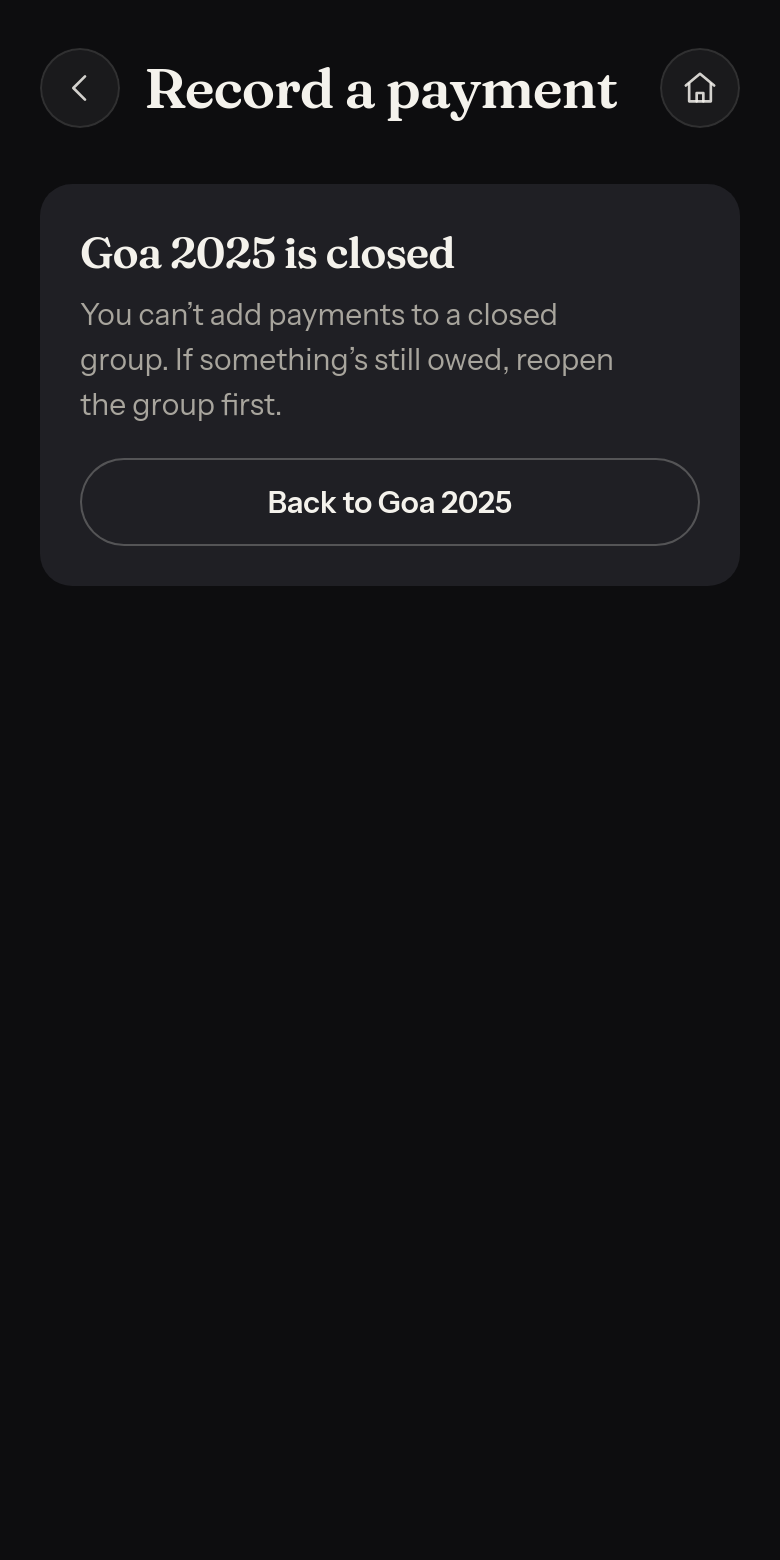 Record a payment
Goa 2025 is closed
You can’t add payments to a closed
group. If something’s still owed, reopen
the group first.
Back to Goa 2025